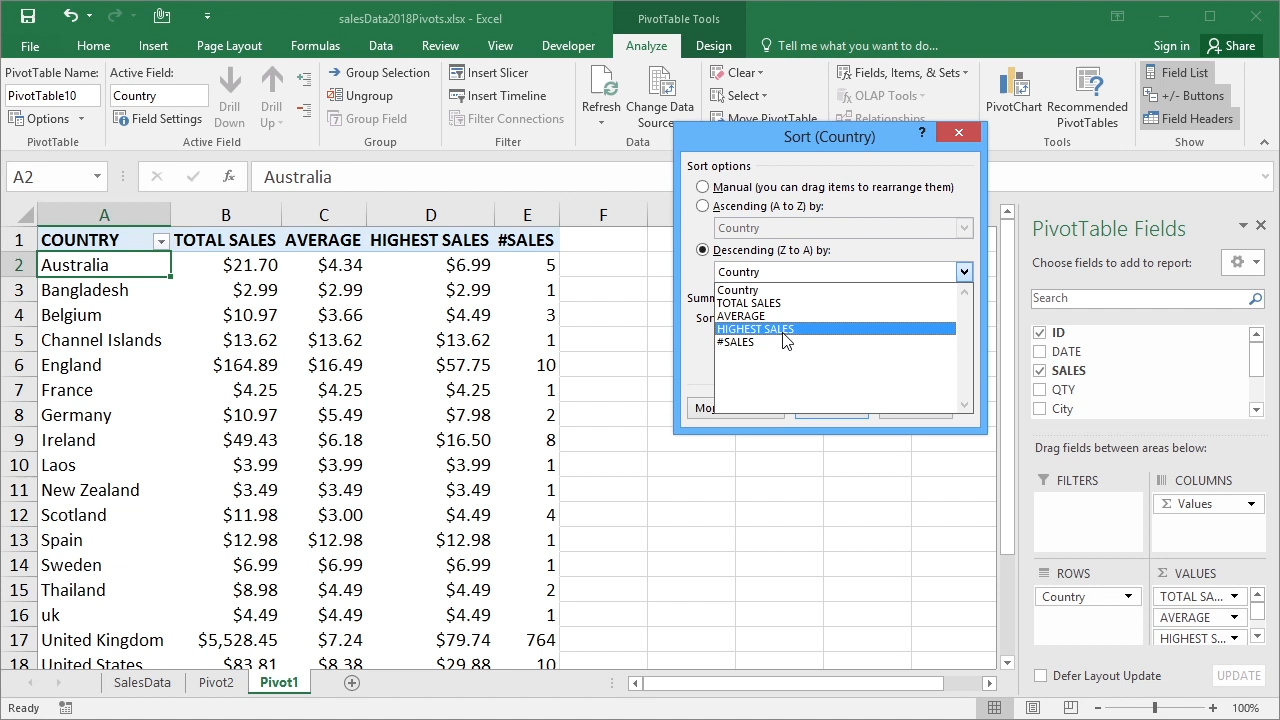 salesData2018Pivots.xlsx - Excel
PivotTable Tools
File Home Insert Page Layout Formulas Data Review View Developer Analyze Design Tell me what you want to do... Sign in Share
PivotTable Name:
PivotTable10
Options
PivotTable
Active Field:
Country
Field Settings
Drill Down
Drill Up
Active Field
Group Selection
Ungroup
Group Field
Group
Insert Slicer
Insert Timeline
Filter Connections
Filter
Refresh
Change Data Source
Data
Clear
Select
Move PivotTable
Fields, Items, & Sets
OLAP Tools
Relationships
PivotChart
Recommended PivotTables
Tools
Field List
+/- Buttons
Field Headers
Show
A2
fx
Australia
A B C D E F
1 COUNTRY TOTAL SALES AVERAGE HIGHEST SALES #SALES
2 Australia $21.70 $4.34 $6.99 5
3 Bangladesh $2.99 $2.99 $2.99 1
4 Belgium $10.97 $3.66 $4.49 3
5 Channel Islands $13.62 $13.62 $13.62 1
6 England $164.89 $16.49 $57.75 10
7 France $4.25 $4.25 $4.25 1
8 Germany $10.97 $5.49 $7.98 2
9 Ireland $49.43 $6.18 $16.50 8
10 Laos $3.99 $3.99 $3.99 1
11 New Zealand $3.49 $3.49 $3.49 1
12 Scotland $11.98 $3.00 $4.49 4
13 Spain $12.98 $12.98 $12.98 1
14 Sweden $6.99 $6.99 $6.99 1
15 Thailand $8.98 $4.49 $4.49 2
16 uk $4.49 $4.49 $4.49 1
17 United Kingdom $5,528.45 $7.24 $79.74 764
18 United States $83.81 $8.38 $29.88 10
Sort (Country)
?
Sort options
Manual (you can drag items to rearrange them)
Ascending (A to Z) by:
Country
Descending (Z to A) by:
Country
Country
TOTAL SALES
AVERAGE
HIGHEST SALES
#SALES
Summ
Sor
Mo
PivotTable Fields
Choose fields to add to report:
Search
ID
DATE
SALES
QTY
City
Drag fields between areas below:
FILTERS
COLUMNS
Σ Values
ROWS
Country
Σ VALUES
TOTAL SA...
AVERAGE
HIGHEST S...
Defer Layout Update
UPDATE
SalesData Pivot2 Pivot1
Ready
100%